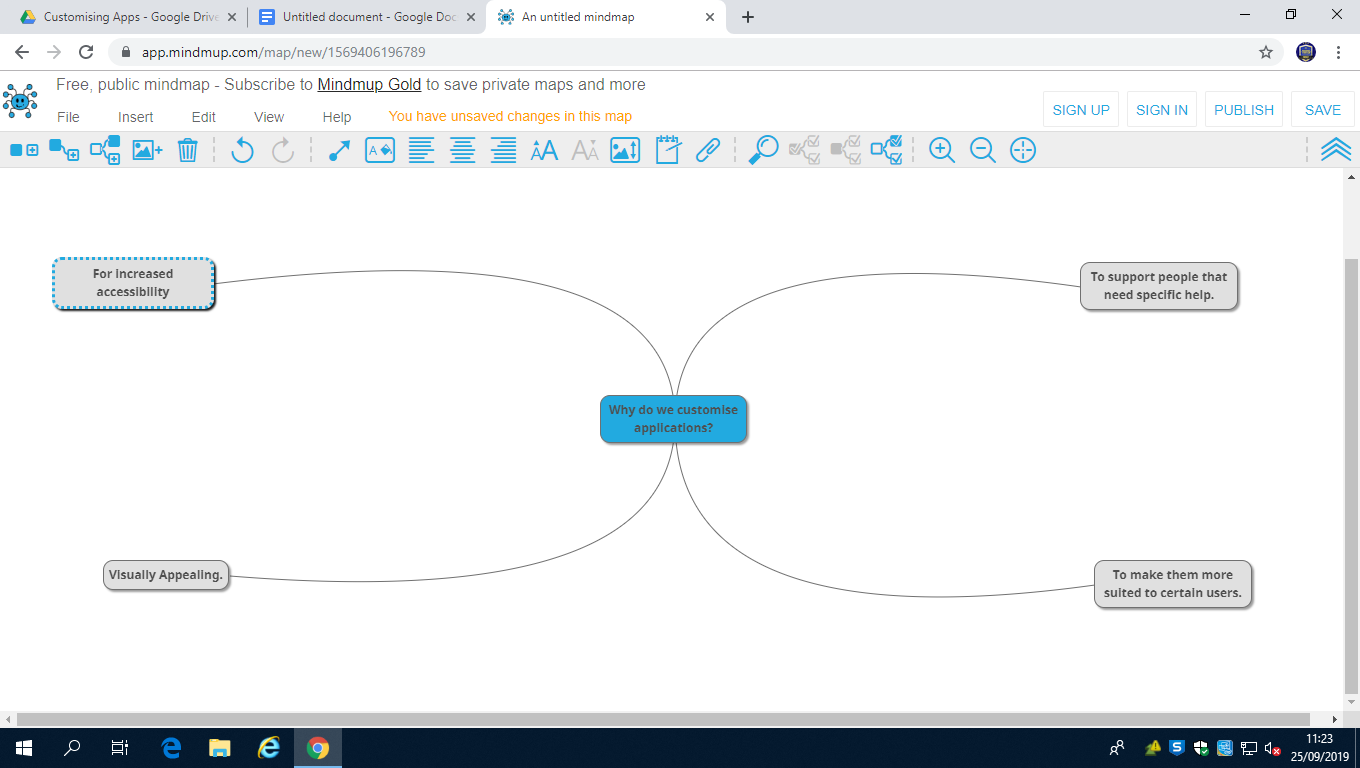 Customising Apps - Google Drive
Untitled document - Google Doc
An untitled mindmap
app.mindmup.com/map/new/1569406196789
Free, public mindmap - Subscribe to Mindmup Gold to save private maps and more
File Insert Edit View Help You have unsaved changes in this map
SIGN UP SIGN IN PUBLISH SAVE
For increased
accessibility
To support people that
need specific help.
Why do we customise
applications?
Visually Appealing.
To make them more
suited to certain users.
11:23
25/09/2019